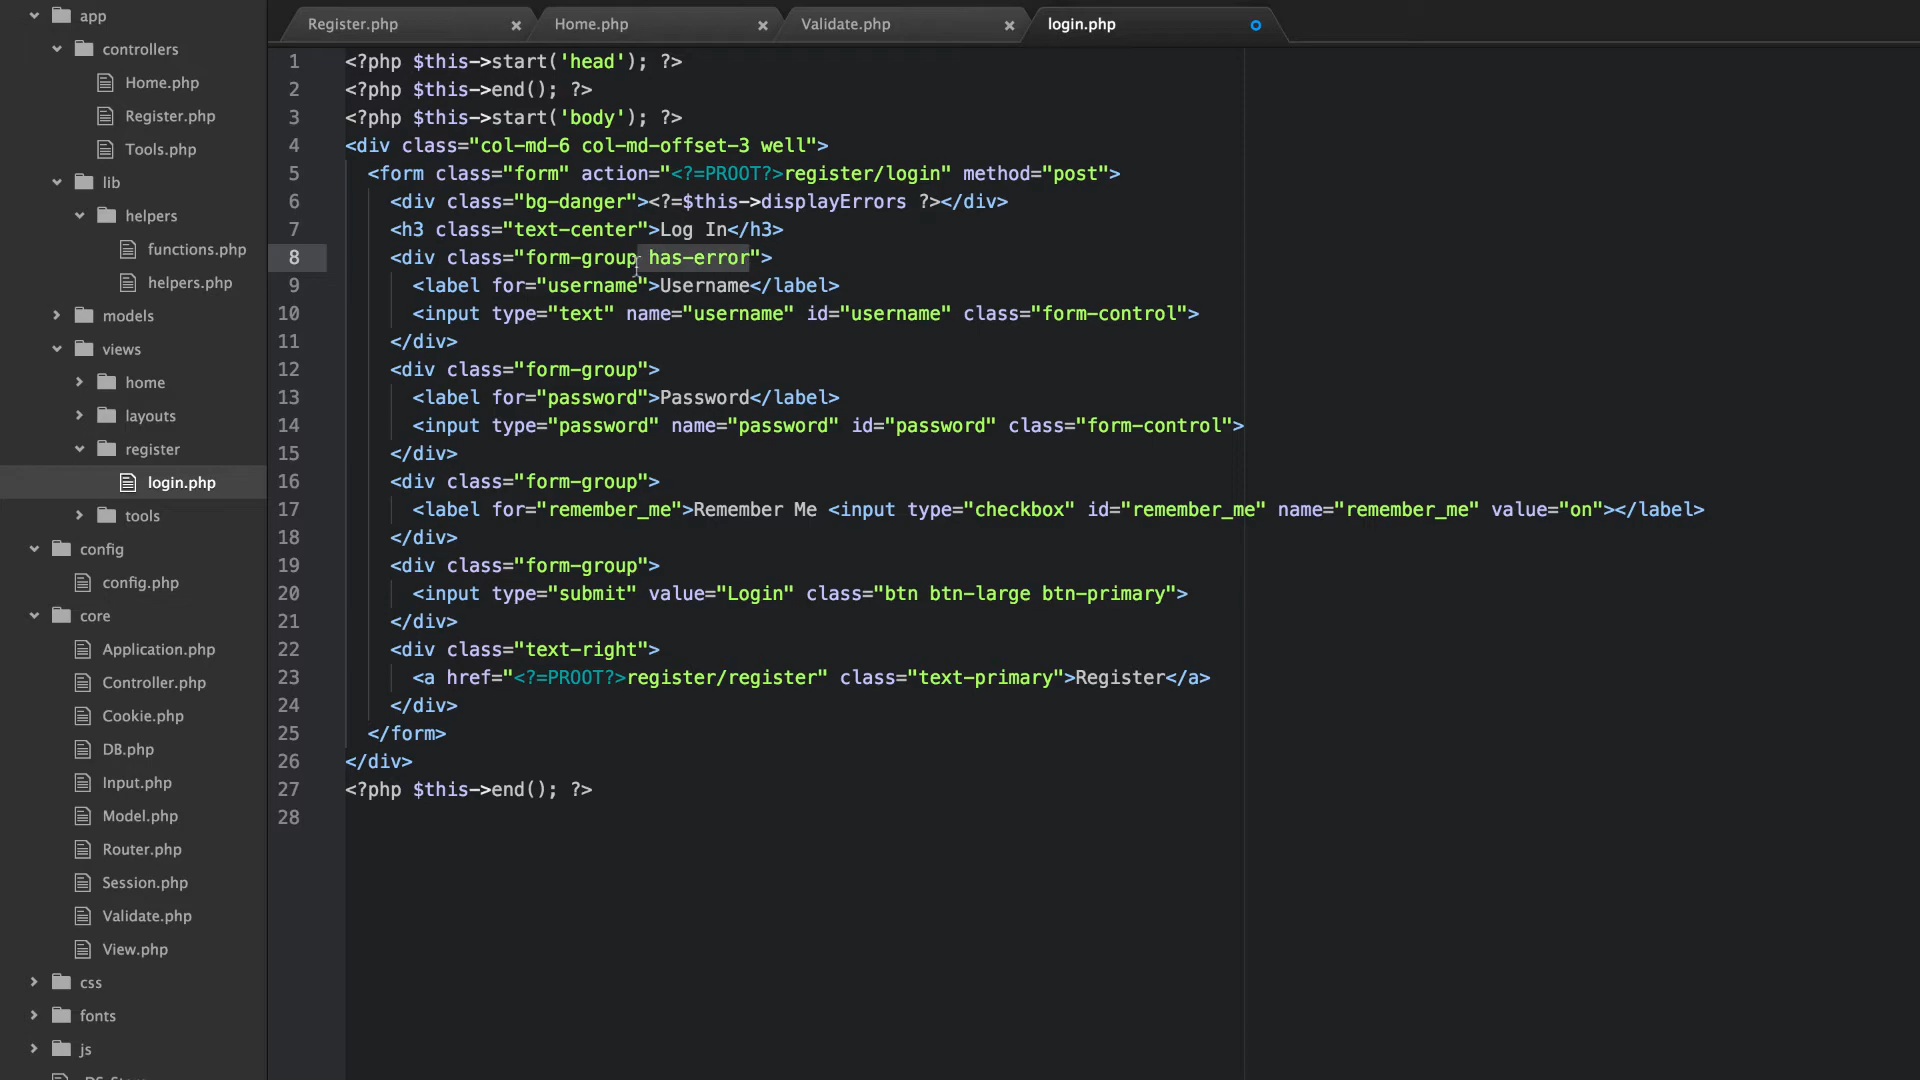 app
controllers
Home.php
Register.php
Tools.php
lib
helpers
functions.php
helpers.php
models
views
home
layouts
register
login.php
tools
config
config.php
core
Application.php
Controller.php
Cookie.php
DB.php
Input.php
Model.php
Router.php
Session.php
Validate.php
View.php
css
fonts
js
Register.php × Home.php × Validate.php × login.php
1 <?php $this->start('head'); ?>
2 <?php $this->end(); ?>
3 <?php $this->start('body'); ?>
4 <div class="col-md-6 col-md-offset-3 well">
5 <form class="form" action="<?=PROOT?>register/login" method="post">
6 <div class="bg-danger"><?=$this->displayErrors ?></div>
7 <h3 class="text-center">Log In</h3>
8 <div class="form-group has-error">
9 <label for="username">Username</label>
10 <input type="text" name="username" id="username" class="form-control">
11 </div>
12 <div class="form-group">
13 <label for="password">Password</label>
14 <input type="password" name="password" id="password" class="form-control">
15 </div>
16 <div class="form-group">
17 <label for="remember_me">Remember Me <input type="checkbox" id="remember_me" name="remember_me" value="on"></label>
18 </div>
19 <div class="form-group">
20 <input type="submit" value="Login" class="btn btn-large btn-primary">
21 </div>
22 <div class="text-right">
23 <a href="<?=PROOT?>register/register" class="text-primary">Register</a>
24 </div>
25 </form>
26 </div>
27 <?php $this->end(); ?>
28